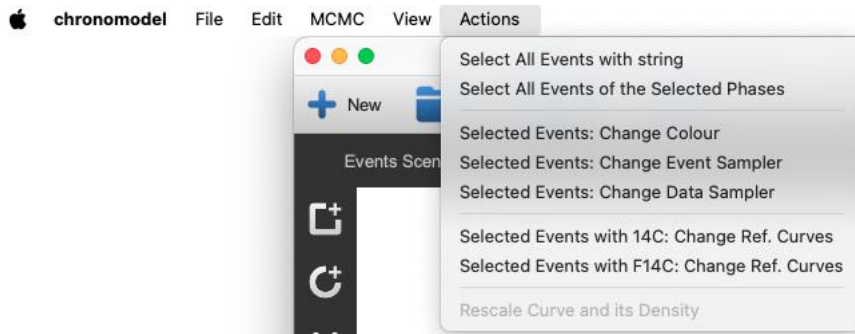 chronomodel File Edit MCMC View Actions
Select All Events with string
Select All Events of the Selected Phases
New
Selected Events: Change Colour
Events Scen
Selected Events: Change Event Sampler
Selected Events: Change Data Sampler
Selected Events with 14C: Change Ref. Curves
Selected Events with F14C: Change Ref. Curves
Rescale Curve and its Density